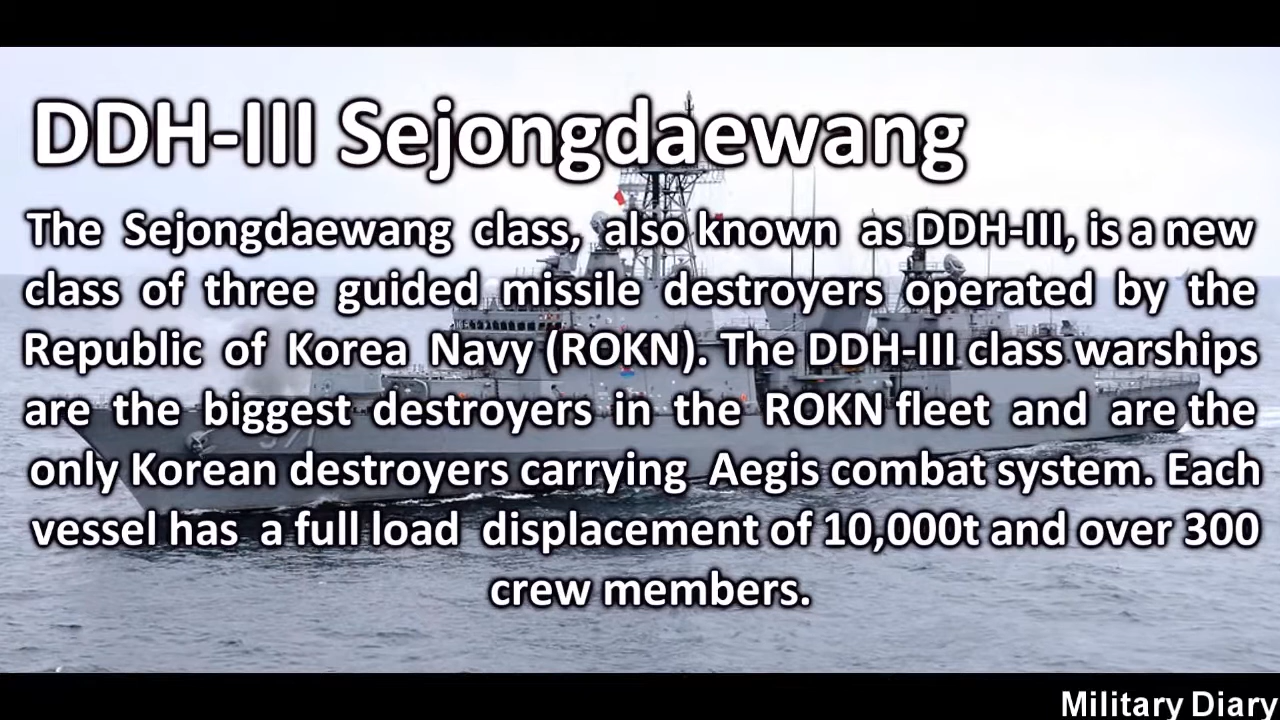 DDH-III Sejongdaewang
The Sejongdaewang class, also known as DDH-III, is a new
class of three guided missile destroyers operated by the
Republic of Korea Navy (ROKN). The DDH-III class warships
are the biggest destroyers in the ROKN fleet and are the
only Korean destroyers carrying Aegis combat system. Each
vessel has a full load displacement of 10,000t and over 300
crew members.
Military Diary